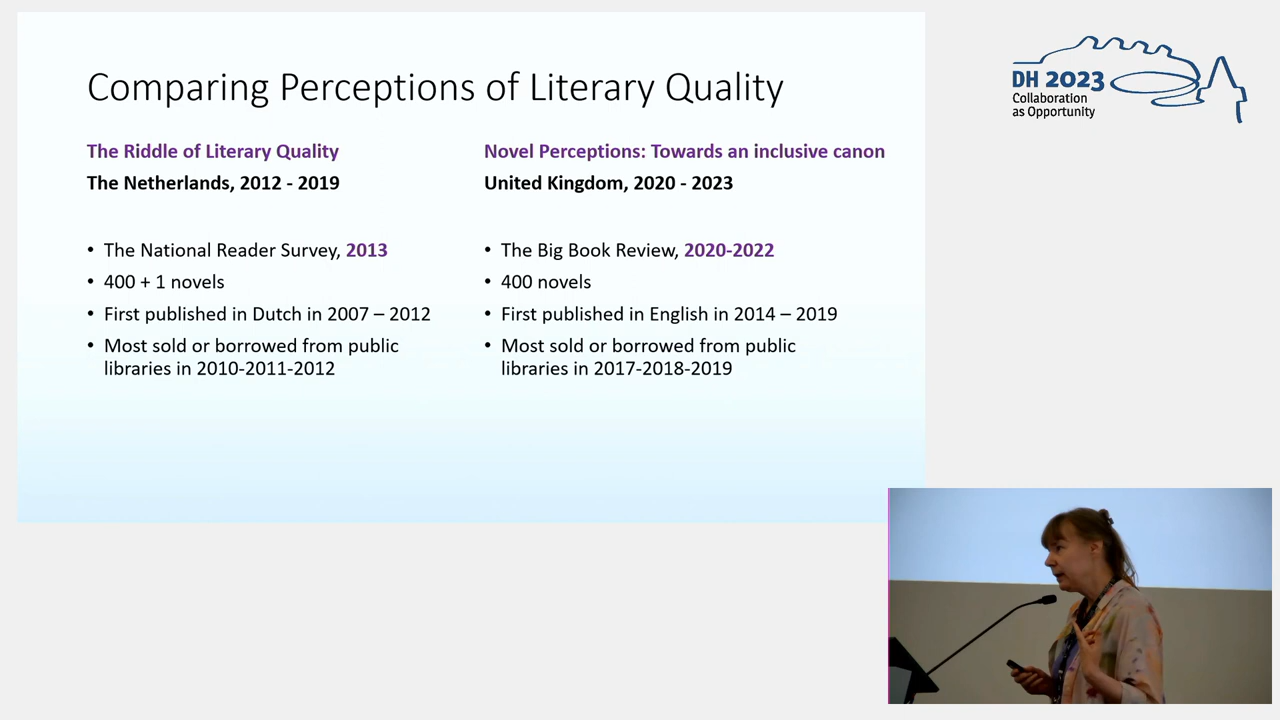 Comparing Perceptions of Literary Quality
The Riddle of Literary Quality
The Netherlands, 2012 - 2019
• The National Reader Survey, 2013
• 400 + 1 novels
• First published in Dutch in 2007 – 2012
• Most sold or borrowed from public
libraries in 2010-2011-2012
Novel Perceptions: Towards an inclusive canon
United Kingdom, 2020 - 2023
• The Big Book Review, 2020-2022
• 400 novels
• First published in English in 2014 – 2019
• Most sold or borrowed from public
libraries in 2017-2018-2019
DH 2023
Collaboration
as Opportunity